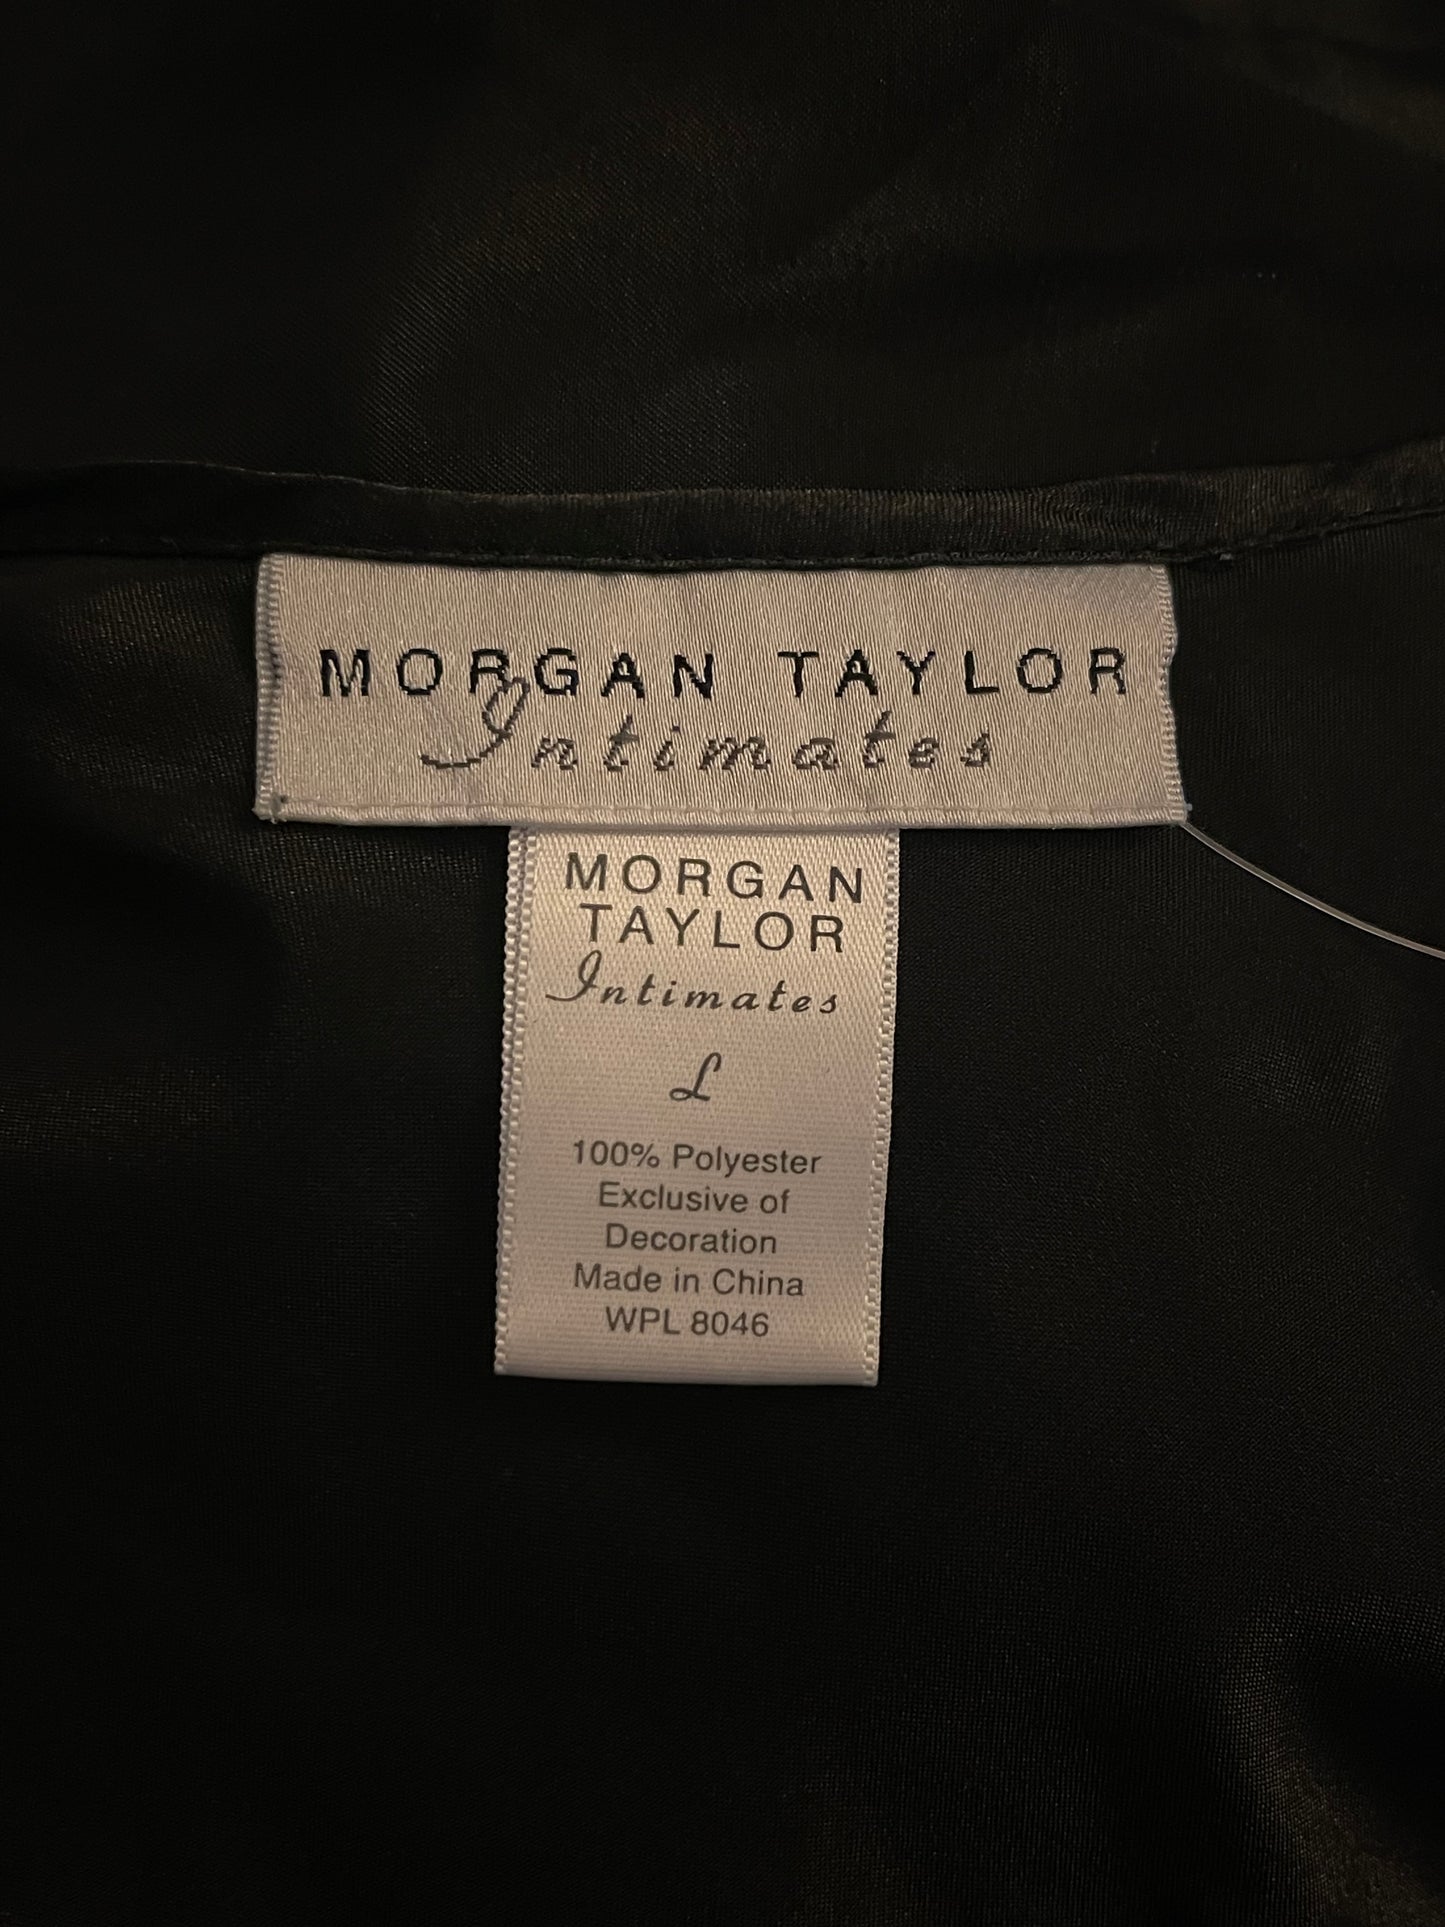 MORGAN TAYLOR
Intimates
MORGAN
TAYLOR
Intimates
L
100% Polyester
Exclusive of
Decoration
Made in China
WPL 8046